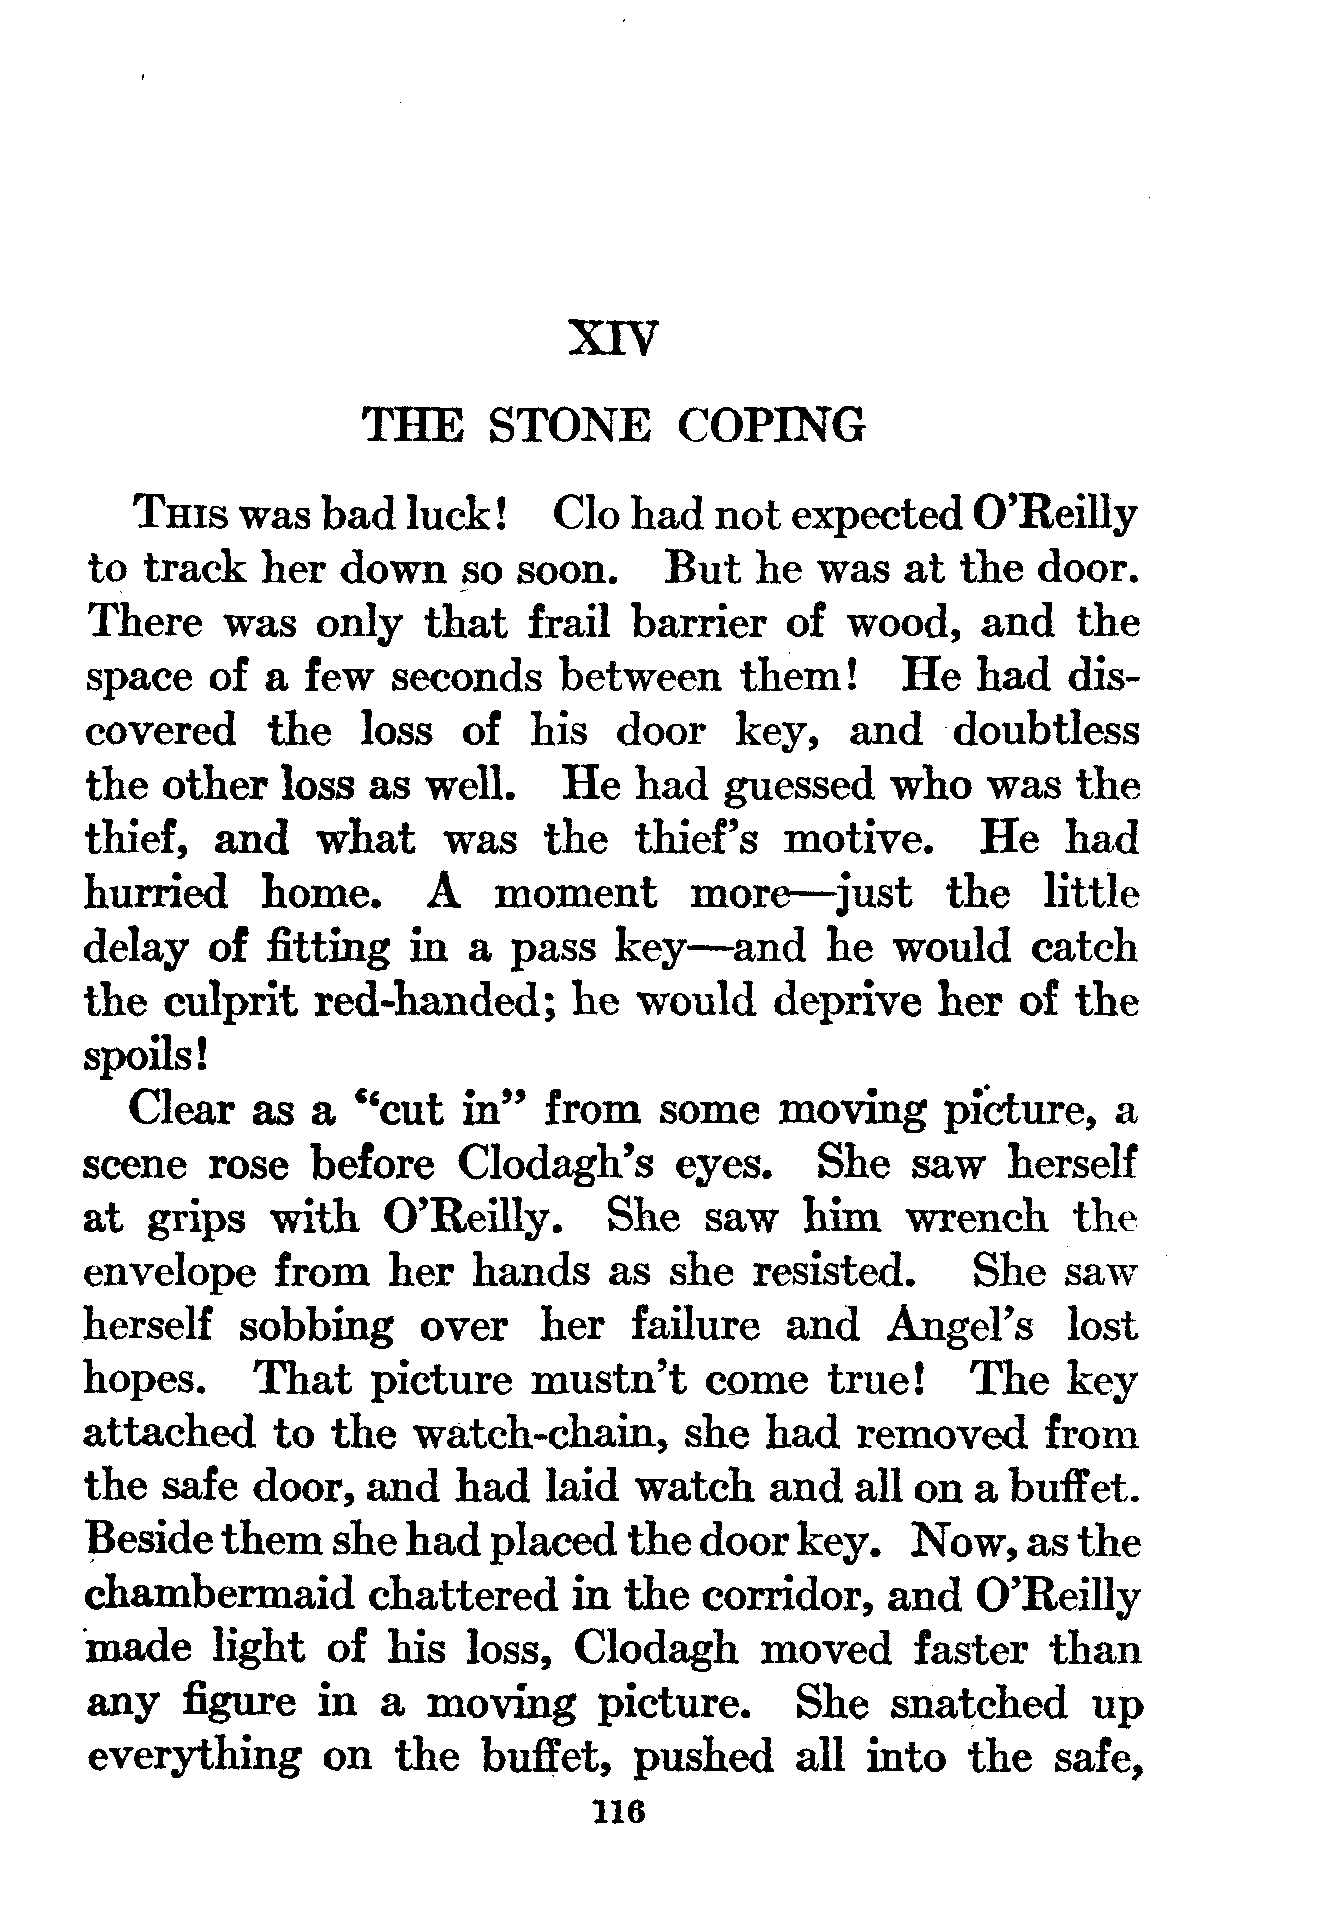 XIV
THE STONE COPING
THIS was bad luck! Clo had not expected O'Reilly
to track her down so soon. But he was at the door.
There was only that frail barrier of wood, and the
space of a few seconds between them! He had dis-
covered the loss of his door key, and doubtless
the other loss as well. He had guessed who was the
thief, and what was the thief's motive. He had
hurried home. A moment more—just the little
delay of fitting in a pass key—and he would catch
the culprit red-handed; he would deprive her of the
spoils!
Clear as a “cut in” from some moving picture, a
scene rose before Clodagh's eyes. She saw herself
at grips with O'Reilly. She saw him wrench the
envelope from her hands as she resisted. She saw
herself sobbing over her failure and Angel's lost
hopes. That picture mustn't come true! The key
attached to the watch-chain, she had removed from
the safe door, and had laid watch and all on a buffet.
Beside them she had placed the door key. Now, as the
chambermaid chattered in the corridor, and O'Reilly
made light of his loss, Clodagh moved faster than
any figure in a moving picture. She snatched up
everything on the buffet, pushed all into the safe,
116